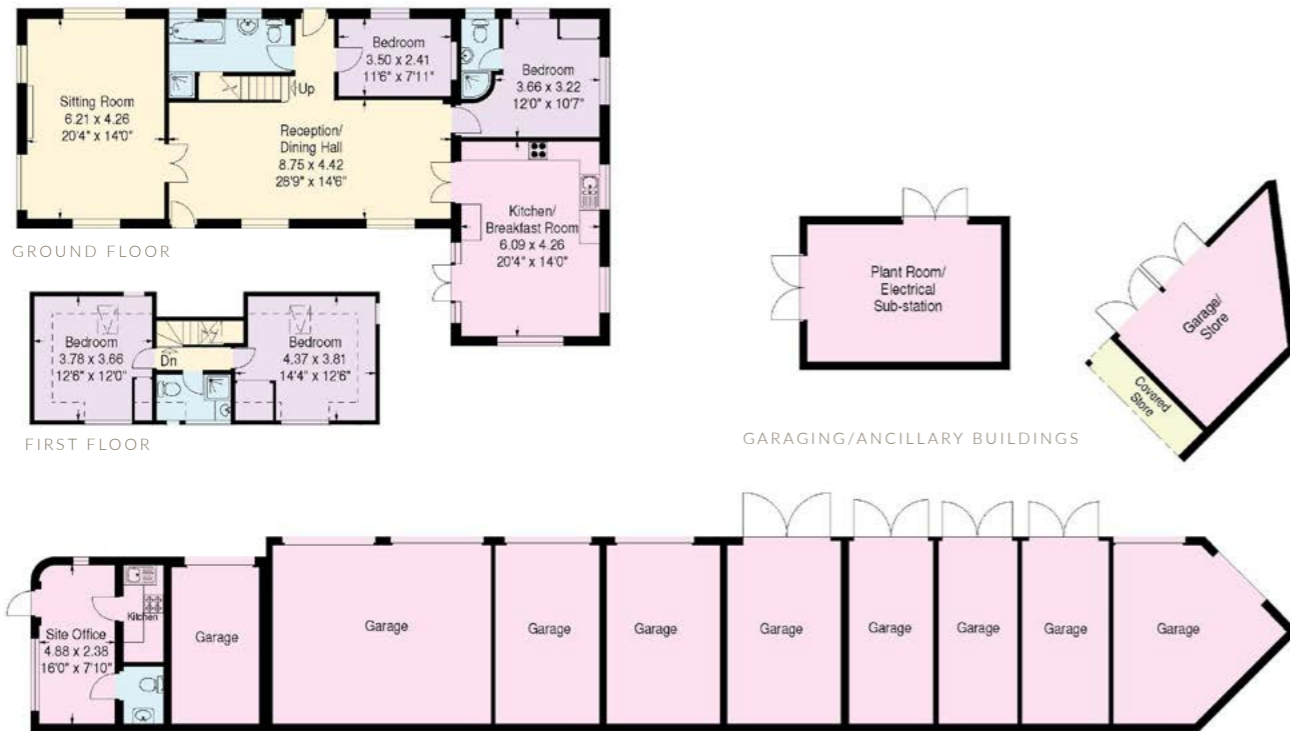 Sitting Room
6.21 x 4.26
20'4" x 14'0"
Up
Bedroom
3.50 x 2.41
11'6" x 7'11"
Bedroom
3.66 x 3.22
12'0" x 10'7"
Reception/
Dining Hall
8.75 x 4.42
28'9" x 14'6"
Kitchen/
Breakfast Room
6.09 x 4.26
20'4" x 14'0"
GROUND FLOOR
Bedroom
3.78 x 3.66
12'6" x 12'0"
Dn
Bedroom
4.37 x 3.81
14'4" x 12'6"
FIRST FLOOR
Plant Room/
Electrical
Sub-station
Garage/
Store
Covered
Store
GARAGING/ANCILLARY BUILDINGS
Site Office
4.88 x 2.38
16'0" x 7'10"
Kitchen
Garage
Garage
Garage
Garage
Garage
Garage
Garage
Garage
Garage